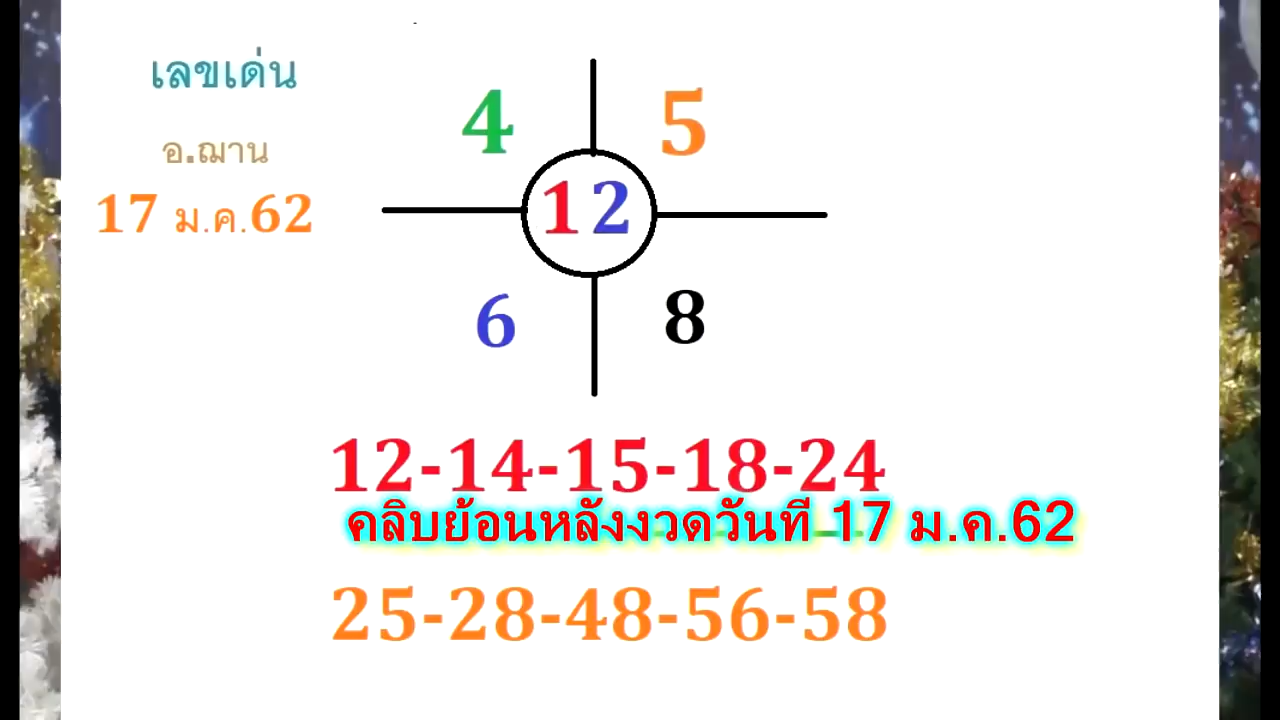 เลขเด่น
อ.ฌาน
17 ม.ค.62
4 5
12
6 8
12-14-15-18-24
คลิบย้อนหลังงวดวันที่ 17 ม.ค.62
25-28-48-56-58